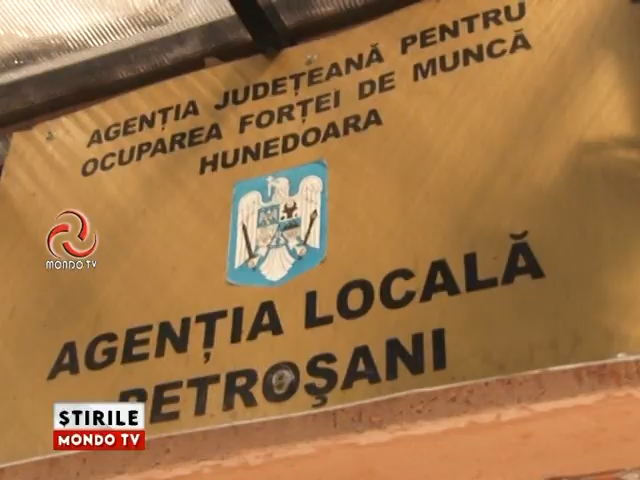 AGENȚIA JUDEȚEANĂ PENTRU
OCUPAREA FORȚEI DE MUNCĂ
HUNEDOARA
MONDO TV
AGENȚIA LOCALĂ
PETROȘANI
ȘTIRILE
MONDO TV